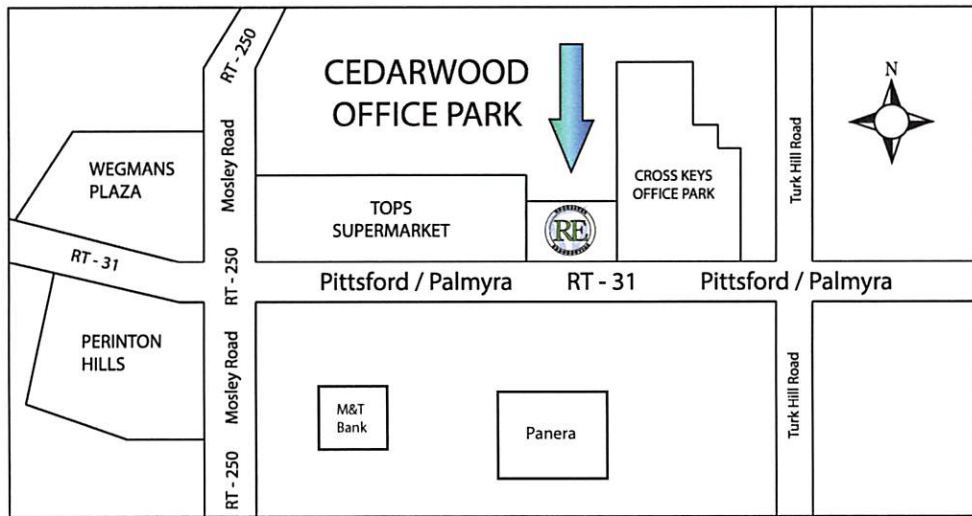 RT - 250
CEDARWOOD
OFFICE PARK
N
Mosley Road
WEGMANS
PLAZA
TOPS
SUPERMARKET
RE
CROSS KEYS
OFFICE PARK
Turk Hill Road
RT - 31
RT - 250
Pittsford / Palmyra
RT - 31
Pittsford / Palmyra
PERINTON
HILLS
Mosley Road
M&T
Bank
Panera
Turk Hill Road
RT - 250